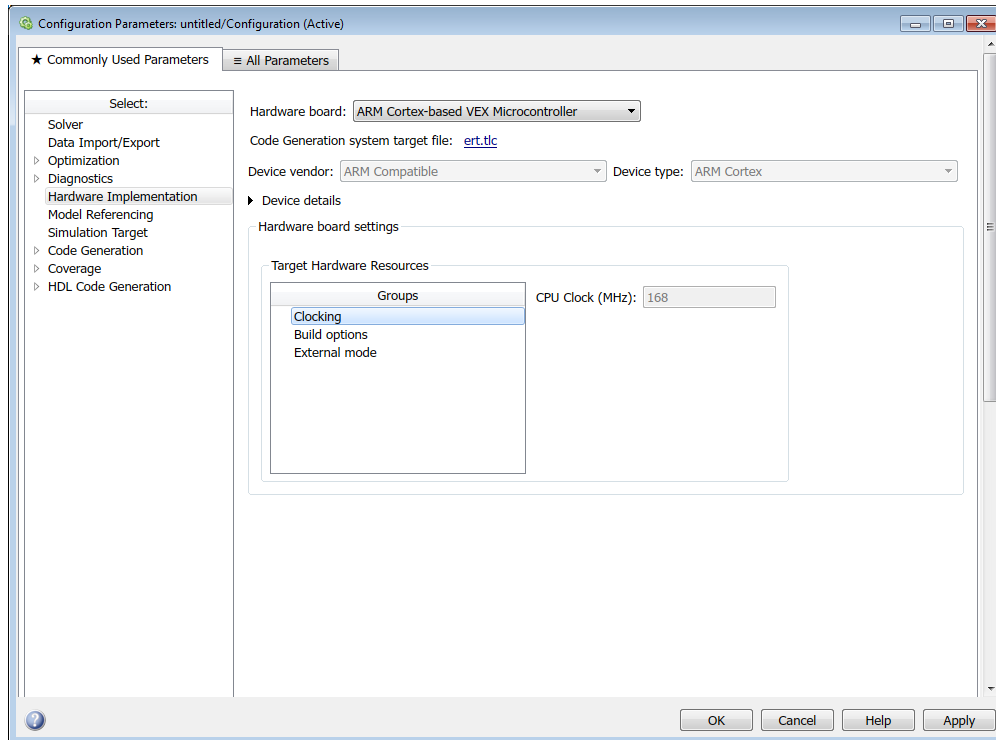 Configuration Parameters: untitled/Configuration (Active)
★ Commonly Used Parameters
≡ All Parameters
Select:
Solver
Data Import/Export
Optimization
Diagnostics
Hardware Implementation
Model Referencing
Simulation Target
Code Generation
Coverage
HDL Code Generation
Hardware board: ARM Cortex-based VEX Microcontroller
Code Generation system target file: ert.tlc
Device vendor: ARM Compatible Device type: ARM Cortex
Device details
Hardware board settings
Target Hardware Resources
Groups
Clocking
Build options
External mode
CPU Clock (MHz): 168
?
OK Cancel Help Apply